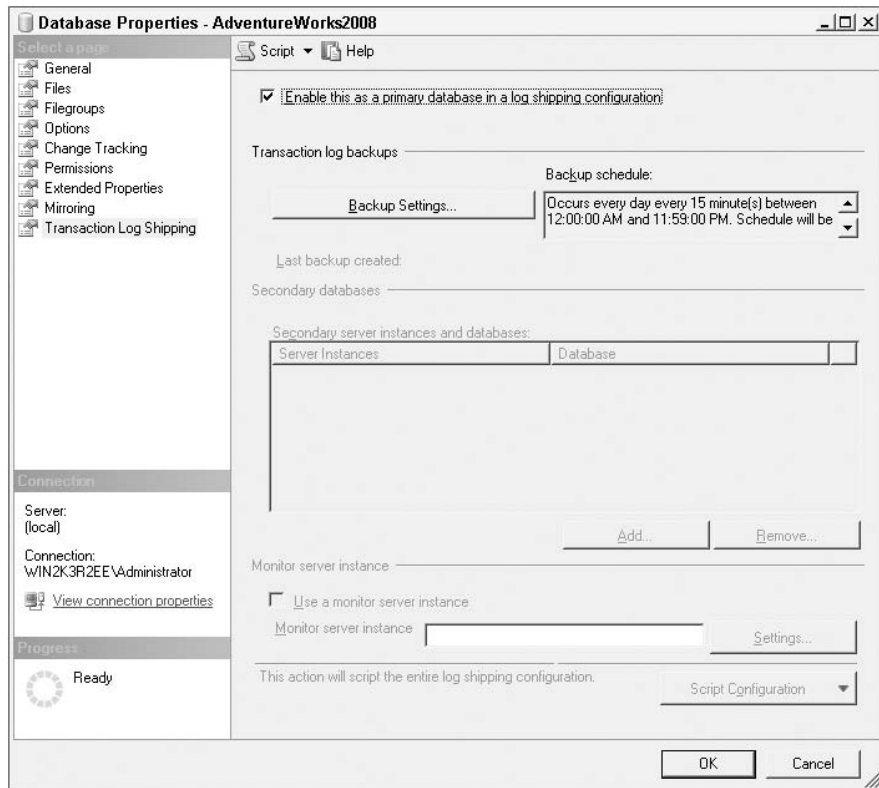 Database Properties - AdventureWorks2008
Select a page
General
Files
Filegroups
Options
Change Tracking
Permissions
Extended Properties
Mirroring
Transaction Log Shipping
Connection
Server:
(local)
Connection:
WIN2K3R2EE\Administrator
View connection properties
Progress
Ready
Script
Help
Enable this as a primary database in a log shipping configuration
Transaction log backups
Backup schedule:
Backup Settings...
Occurs every day every 15 minute(s) between
12:00:00 AM and 11:59:00 PM. Schedule will be
Last backup created:
Secondary databases
Secondary server instances and databases:
Server Instances Database
Add... Remove...
Monitor server instance
Use a monitor server instance
Monitor server instance
Settings...
This action will script the entire log shipping configuration.
Script Configuration
OK Cancel